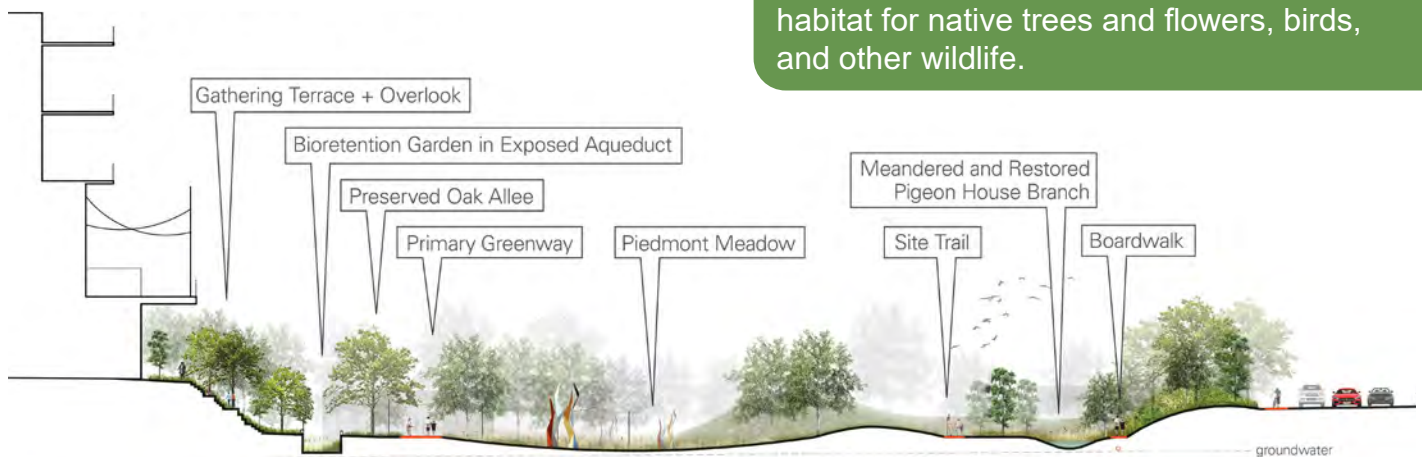 habitat for native trees and flowers, birds,
and other wildlife.
Gathering Terrace + Overlook
Bioretention Garden in Exposed Aqueduct
Preserved Oak Allee
Primary Greenway
Piedmont Meadow
Meandered and Restored
Pigeon House Branch
Site Trail
Boardwalk
groundwater